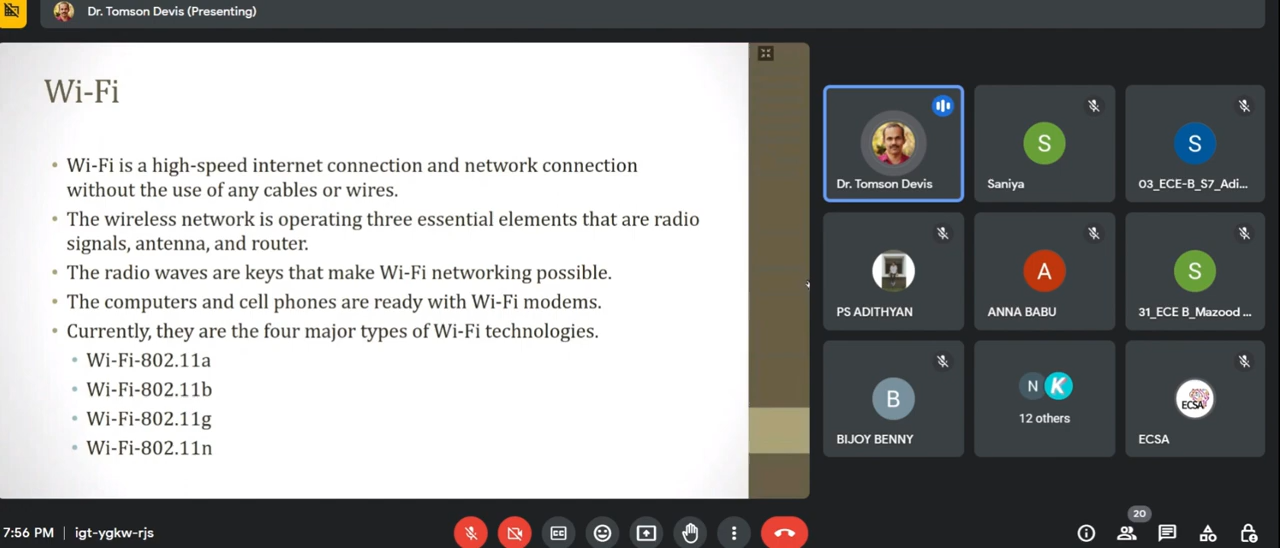 Dr. Tomson Devis (Presenting)
Wi-Fi
• Wi-Fi is a high-speed internet connection and network connection
without the use of any cables or wires.
• The wireless network is operating three essential elements that are radio
signals, antenna, and router.
• The radio waves are keys that make Wi-Fi networking possible.
• The computers and cell phones are ready with Wi-Fi modems.
• Currently, they are the four major types of Wi-Fi technologies.
• Wi-Fi-802.11a
• Wi-Fi-802.11b
• Wi-Fi-802.11g
• Wi-Fi-802.11n
Dr. Tomson Devis
S
Saniya
S
03_ECE-B_S7_Adi...
PS ADITHYAN
A
ANNA BABU
S
31_ECE B_Mazood ...
B
BIJOY BENNY
N K
12 others
ECSA
ECSA
7:56 PM | igt-ygkw-rjs
CC
20